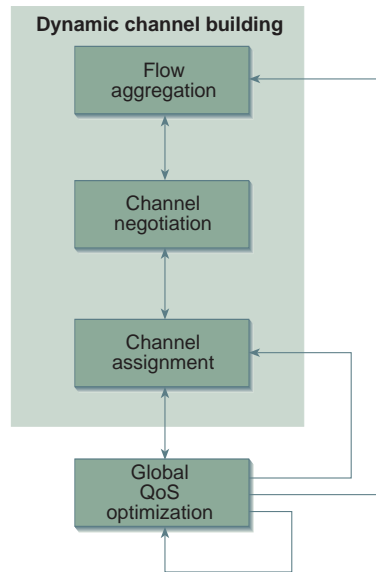 Dynamic channel building
Flow
aggregation
Channel
negotiation
Channel
assignment
Global
QoS
optimization